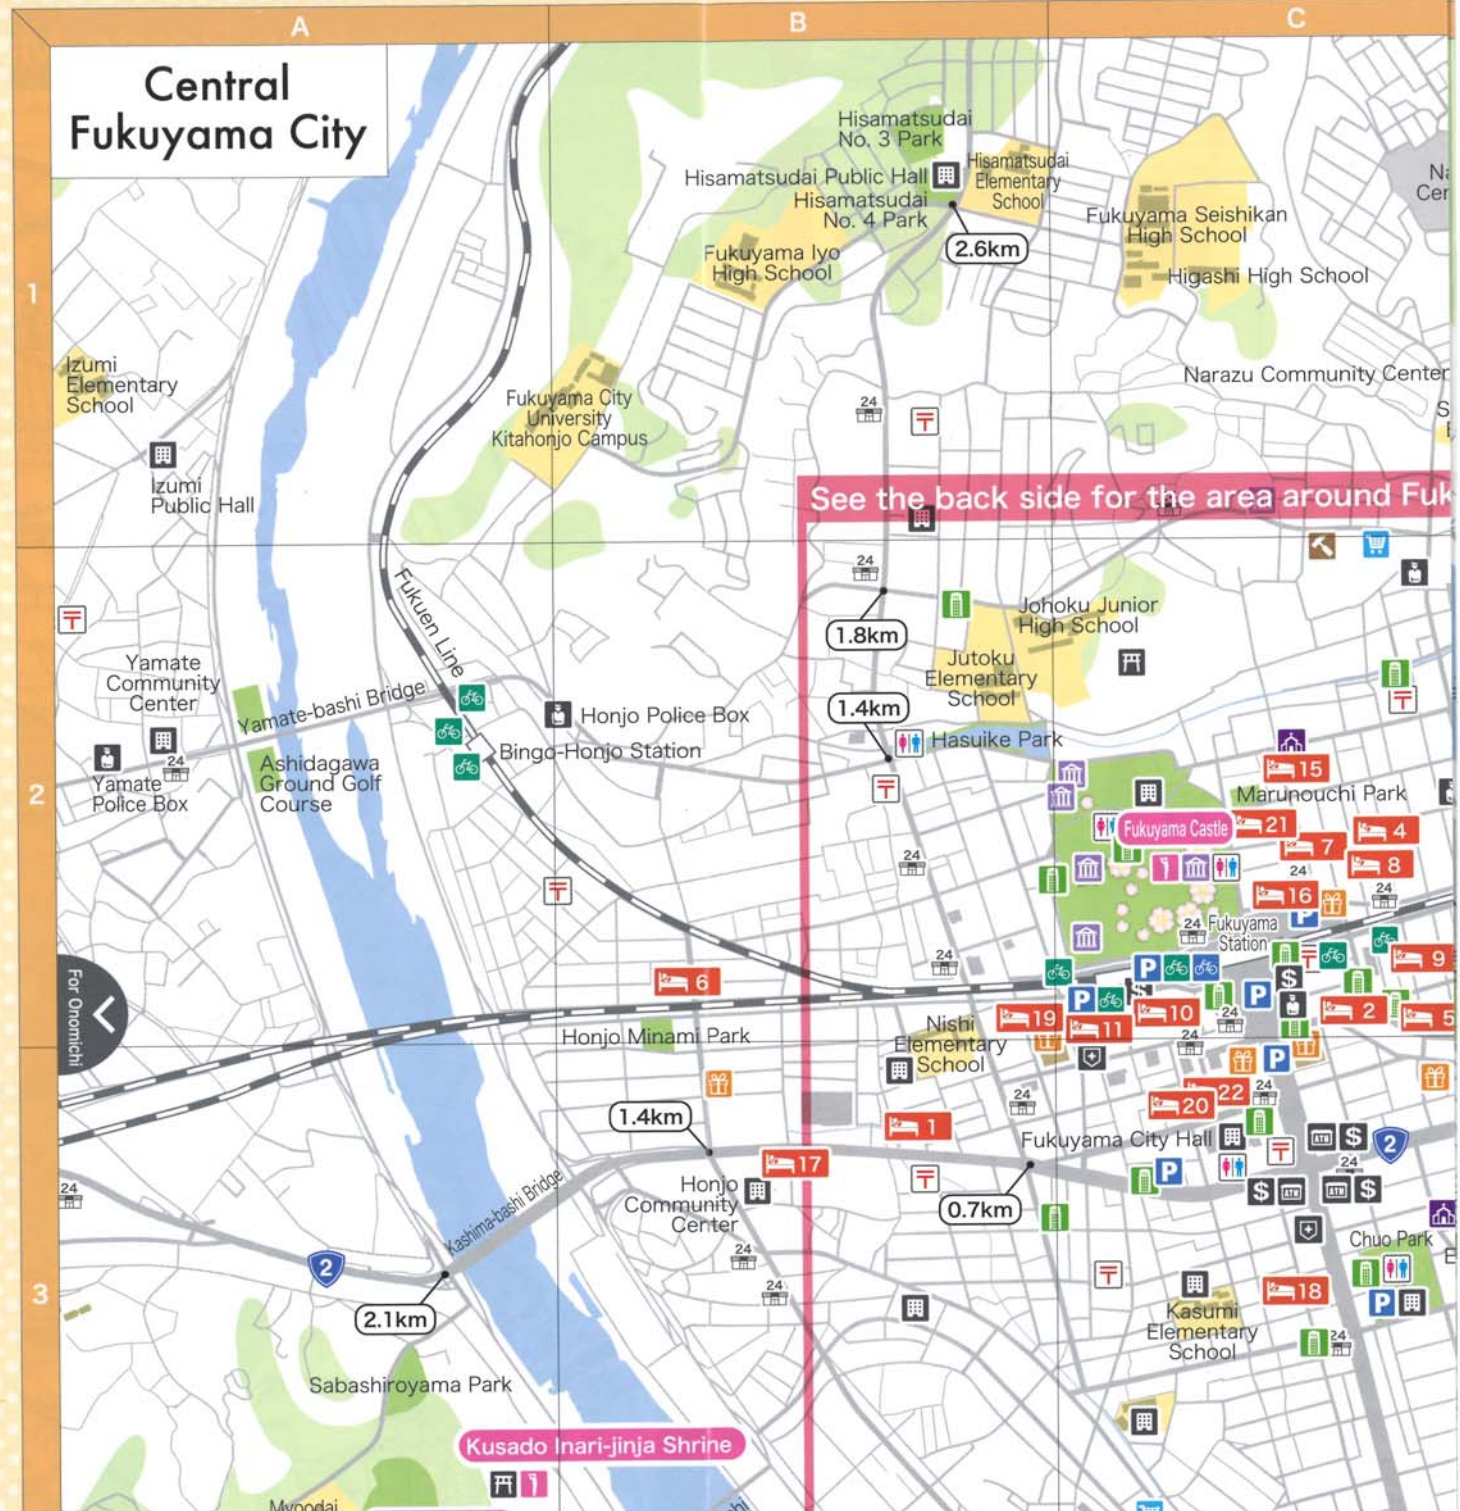 A
B
C
Central
Fukuyama City
Hisamatsudai
No. 3 Park
Hisamatsudai Public Hall
Hisamatsudai
Elementary
School
Hisamatsudai
No. 4 Park
2.6km
Fukuyama Iyo
High School
Fukuyama Seishikan
High School
Higashi High School
1
Izumi
Elementary
School
Izumi
Public Hall
Fukuyama City
University
Kitahonjo Campus
Narazu Community Center
24
See the back side for the area around Fuk
24
Fukuen Line
1.8km
Johoku Junior
High School
Jutoku
Elementary
School
1.4km
Yamate
Community
Center
Yamate-bashi Bridge
Honjo Police Box
Bingo-Honjo Station
Hasuike Park
24
Yamate
Police Box
Ashidagawa
Ground Golf
Course
2
15
Marunouchi Park
Fukuyama Castle
21
7
4
8
24
24
16
24
P
24
Fukuyama
Station
24
9
6
P
P
P
$
19
11
10
24
2
5
For Onomichi
Honjo Minami Park
Nishi
Elementary
School
24
P
24
22
24
20
1.4km
1
17
Fukuyama City Hall
ATM
$
2
P
24
$
ATM
ATM
$
24
Honjo
Community
Center
0.7km
Kashima-bashi Bridge
24
2
2.1km
24
Chuo Park
18
P
3
Kasumi
Elementary
School
24
Sabashiroyama Park
Kusado Inari-jinja Shrine
Myoodai